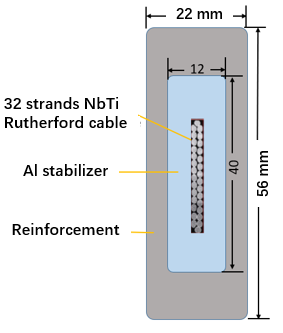 22 mm
12
32 strands NbTi
Rutherford cable
Al stabilizer
40
56 mm
Reinforcement